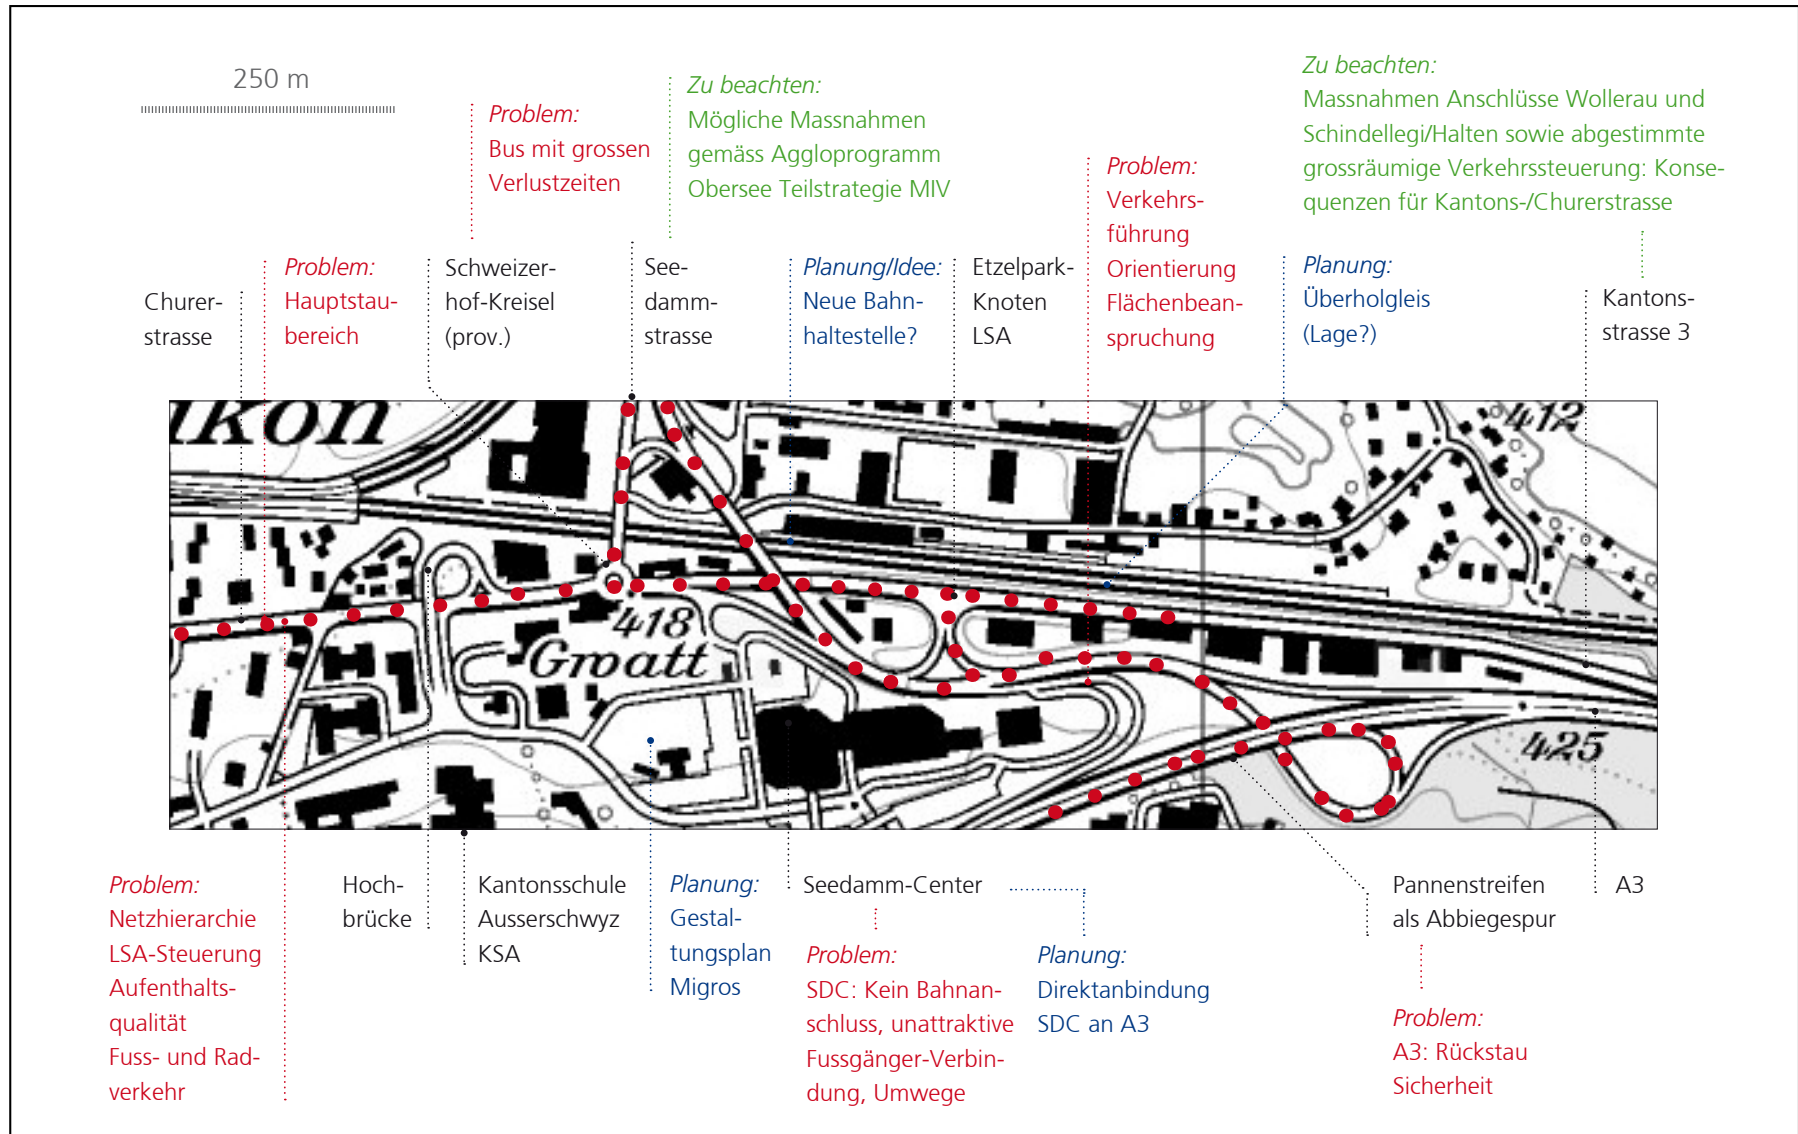 250 m
Problem:
Bus mit grossen
Verlustzeiten
Zu beachten:
Mögliche Massnahmen
gemäss Aggloprogramm
Obersee Teilstrategie MIV
Problem:
Verkehrs-
führung
Orientierung
Flächenbean-
spruchung
Zu beachten:
Massnahmen Anschlüsse Wollerau und
Schindellegi/Halten sowie abgestimmte
grossräumige Verkehrssteuerung: Konse-
quenzen für Kantons-/Churerstrasse
Churer-
strasse
Problem:
Hauptstau-
bereich
Schweizer-
hof-Kreisel
(prov.)
See-
damm-
strasse
Planung/Idee:
Neue Bahn-
haltestelle?
Etzelpark-
Knoten
LSA
Planung:
Überholgleis
(Lage?)
Kantons-
strasse 3
ikon
412
418
Gwatt
425
Problem:
Netzhierarchie
LSA-Steuerung
Aufenthalts-
qualität
Fuss- und Rad-
verkehr
Hoch-
brücke
Kantonsschule
Ausserschwyz
KSA
Planung:
Gestal-
tungsplan
Migros
Seedamm-Center
Problem:
SDC: Kein Bahnan-
schluss, unattraktive
Fussgänger-Verbin-
dung, Umwege
Planung:
Direktanbindung
SDC an A3
Pannenstreifen
als Abbiegespur
Problem:
A3: Rückstau
Sicherheit
A3